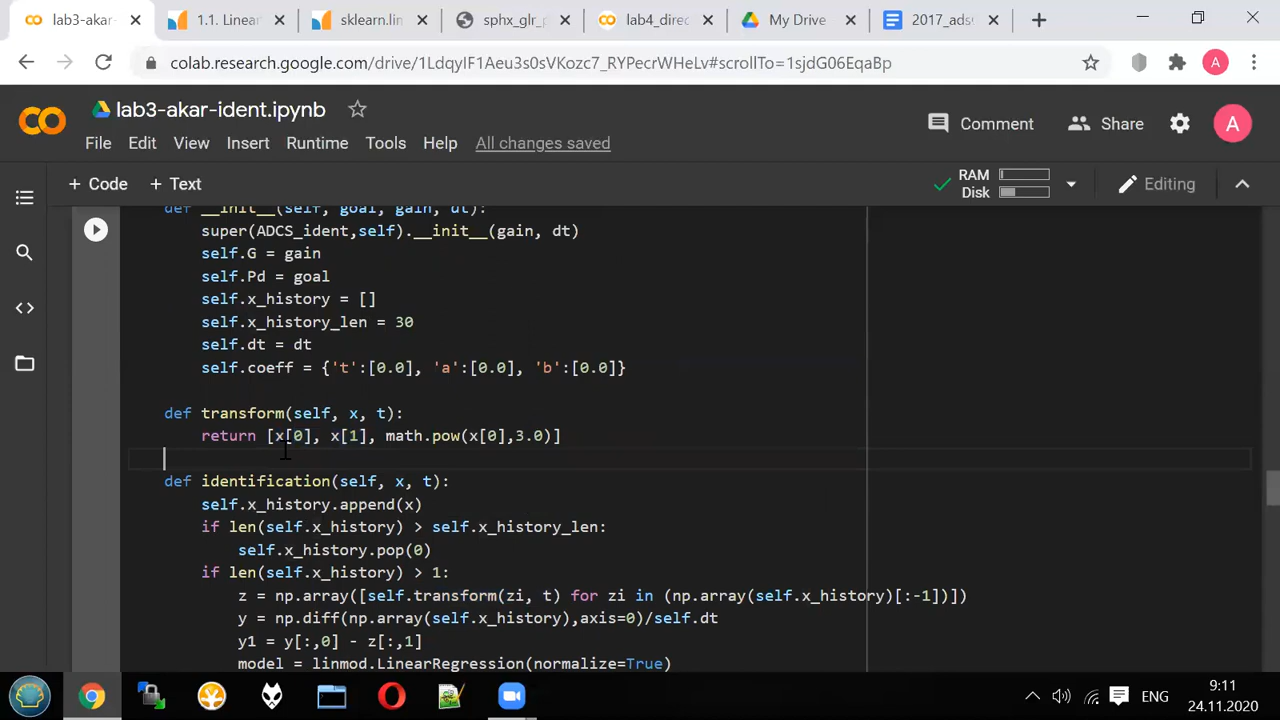 lab3-akar-
1.1. Linear
sklearn.lin
sphx_glr_p
lab4_direc
My Drive
2017_ads
colab.research.google.com/drive/1LdqyIF1Aeu3s0sVKozc7_RYPecrWHeLv#scrollTo=1sjdG06EqaBp
A
lab3-akar-ident.ipynb
Comment
Share
A
File Edit View Insert Runtime Tools Help All changes saved
+ Code + Text
RAM
Disk
Editing
def __init__(self, goal, gain, dt):
super(ADCS_ident,self).__init__(gain, dt)
self.G = gain
self.Pd = goal
self.x_history = []
self.x_history_len = 30
self.dt = dt
self.coeff = {'t':[0.0], 'a':[0.0], 'b':[0.0]}
def transform(self, x, t):
return [x[0], x[1], math.pow(x[0],3.0)]
def identification(self, x, t):
self.x_history.append(x)
if len(self.x_history) > self.x_history_len:
self.x_history.pop(0)
if len(self.x_history) > 1:
z = np.array([self.transform(zi, t) for zi in (np.array(self.x_history)[:-1])])
y = np.diff(np.array(self.x_history),axis=0)/self.dt
y1 = y[:,0] - z[:,1]
model = linmod.LinearRegression(normalize=True)
ENG
9:11
24.11.2020